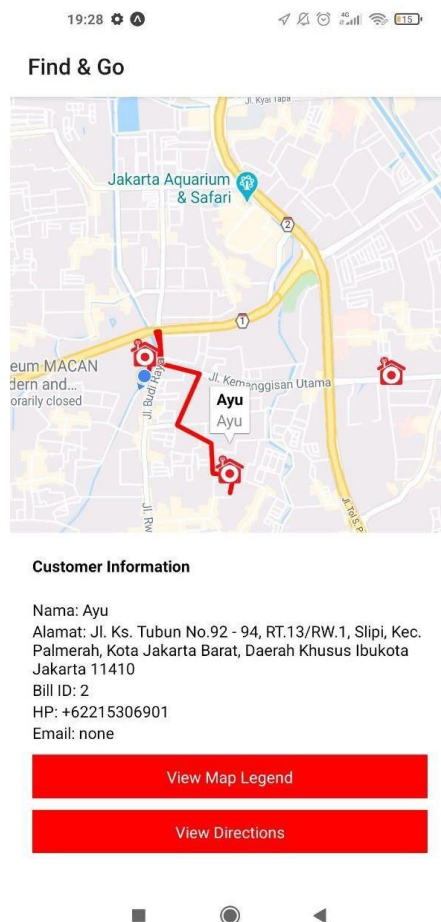 19:28
4G
15
Find & Go
Jl. Kyai Tapa
Jakarta Aquarium
& Safari
2
1
eum MACAN
dern and...
orarily closed
Jl. Budi Raya
Jl. Kemanggisan Utama
Ayu
Ayu
Jl. Rw
Jl. Tol S. P
Customer Information
Nama: Ayu
Alamat: Jl. Ks. Tubun No.92 - 94, RT.13/RW.1, Slipi, Kec.
Palmerah, Kota Jakarta Barat, Daerah Khusus Ibukota
Jakarta 11410
Bill ID: 2
HP: +62215306901
Email: none
View Map Legend
View Directions